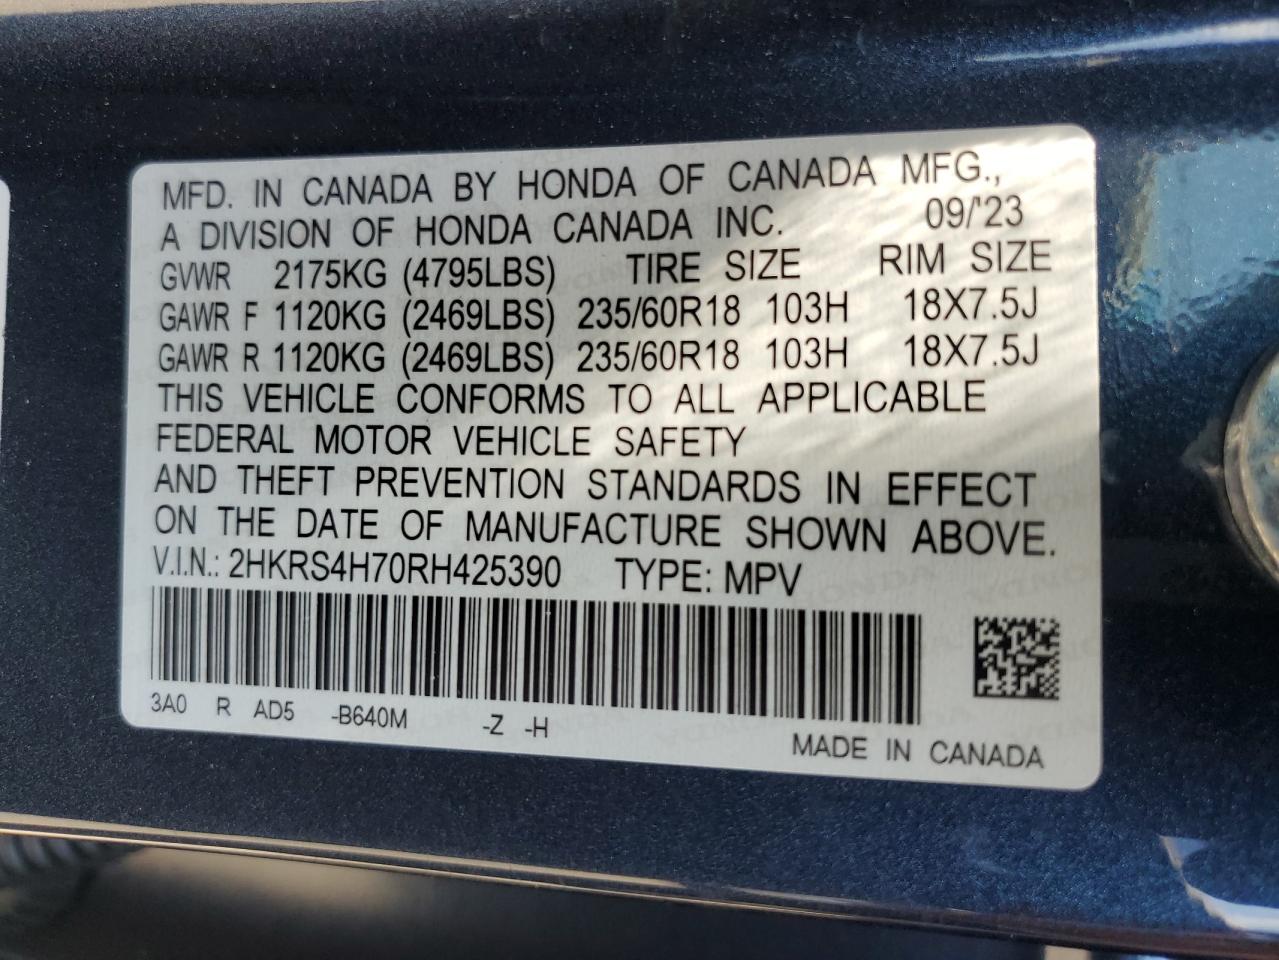 MFD. IN CANADA BY HONDA OF CANADA MFG.,
A DIVISION OF HONDA CANADA INC. 09/'23
GVWR 2175KG (4795LBS) TIRE SIZE RIM SIZE
GAWR F 1120KG (2469LBS) 235/60R18 103H 18X7.5J
GAWR R 1120KG (2469LBS) 235/60R18 103H 18X7.5J
THIS VEHICLE CONFORMS TO ALL APPLICABLE
FEDERAL MOTOR VEHICLE SAFETY
AND THEFT PREVENTION STANDARDS IN EFFECT
ON THE DATE OF MANUFACTURE SHOWN ABOVE.
V.I.N.: 2HKRS4H70RH425390 TYPE: MPV
3A0 R AD5 -B640M -Z -H
MADE IN CANADA